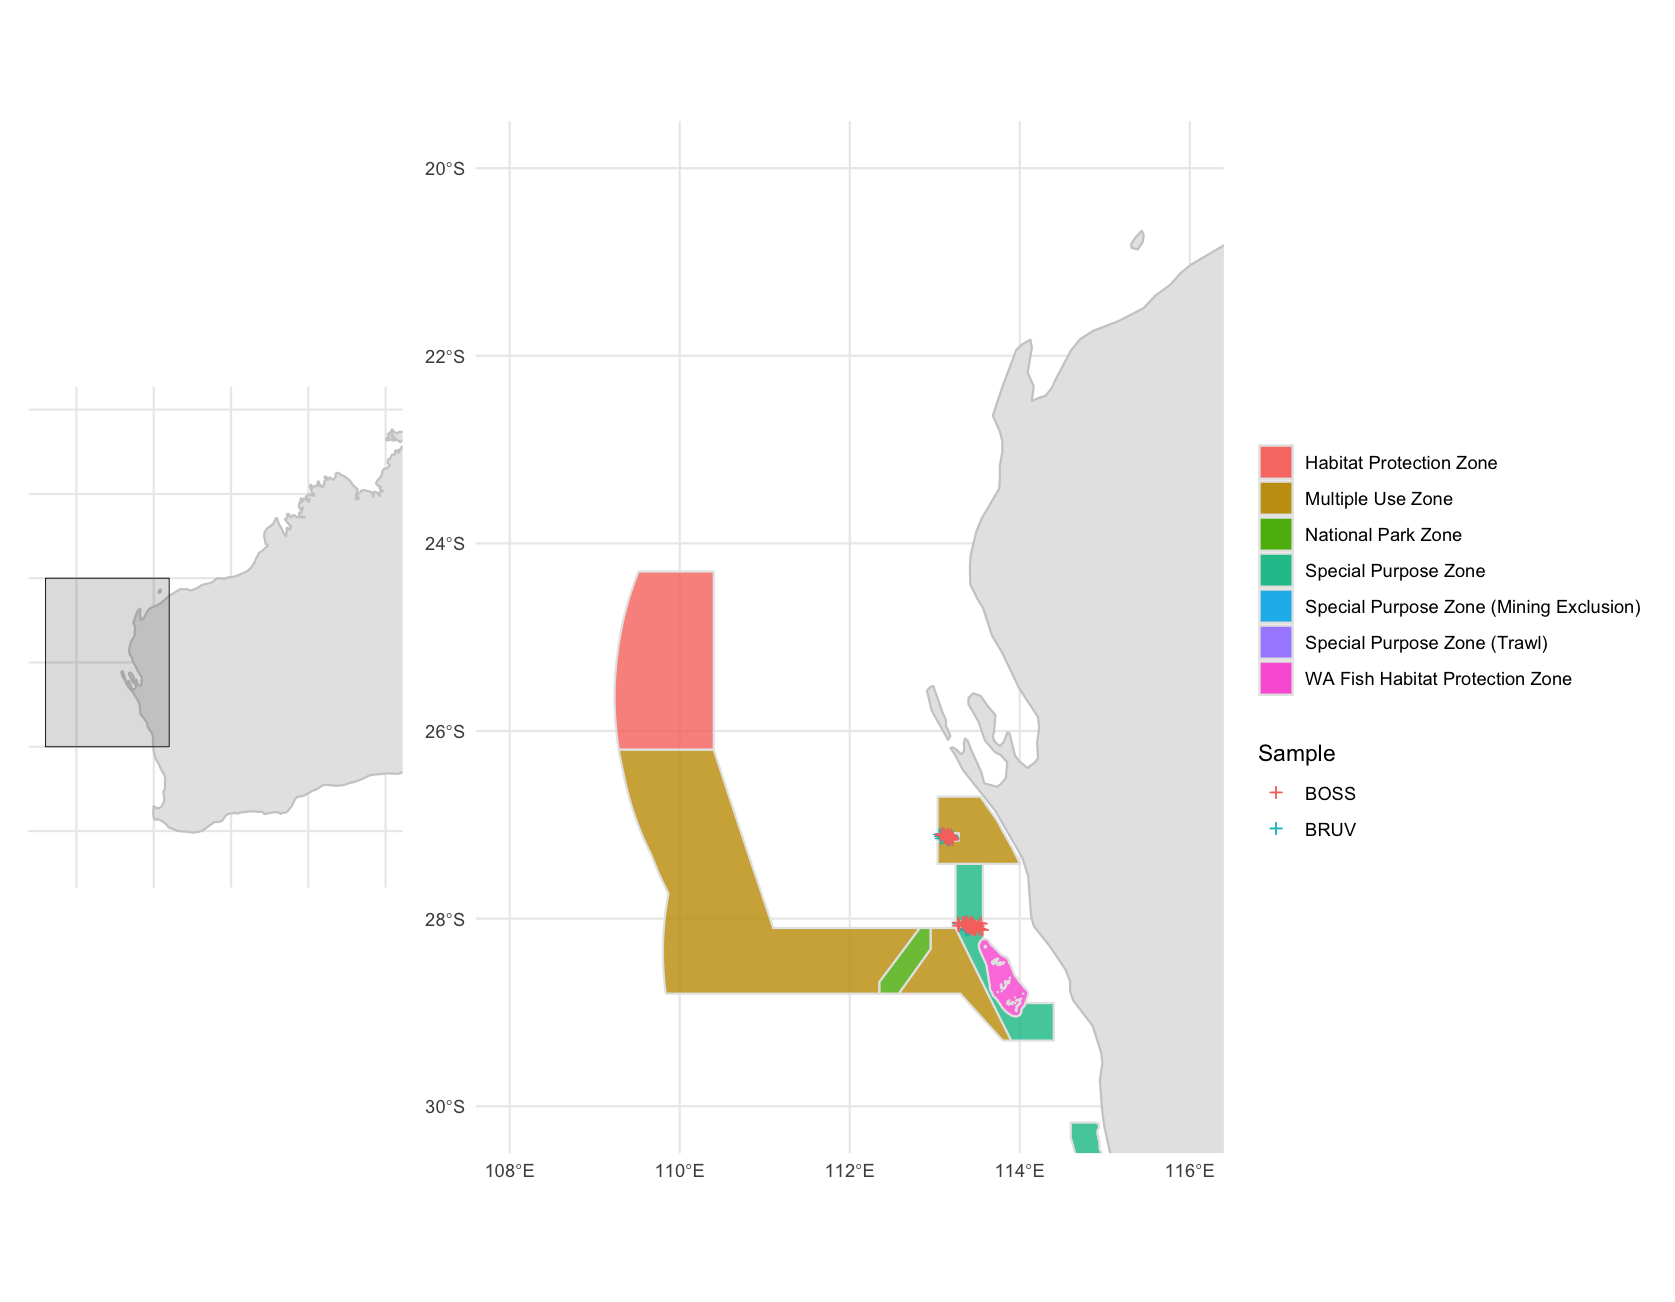 20°S
22°S
24°S
26°S
28°S
30°S
108°E
110°E
112°E
114°E
116°E
Habitat Protection Zone
Multiple Use Zone
National Park Zone
Special Purpose Zone
Special Purpose Zone (Mining Exclusion)
Special Purpose Zone (Trawl)
WA Fish Habitat Protection Zone
Sample
BOSS
BRUV